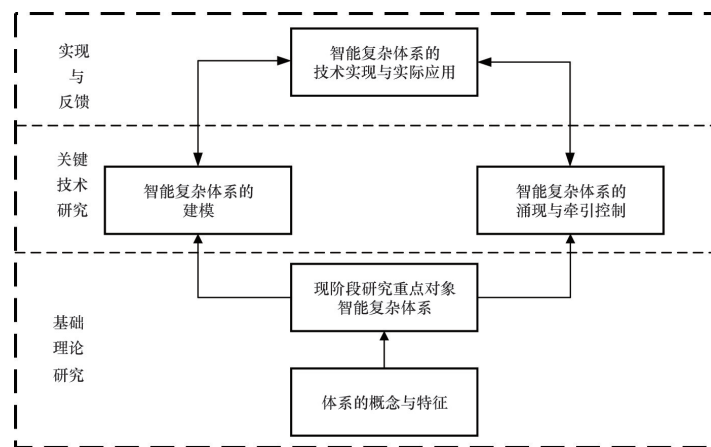 实现
与
反馈
智能复杂体系的
技术实现与实际应用
关键
技术
研究
智能复杂体系的
建模
智能复杂体系的
涌现与牵引控制
基础
理论
研究
现阶段研究重点对象
智能复杂体系
体系的概念与特征